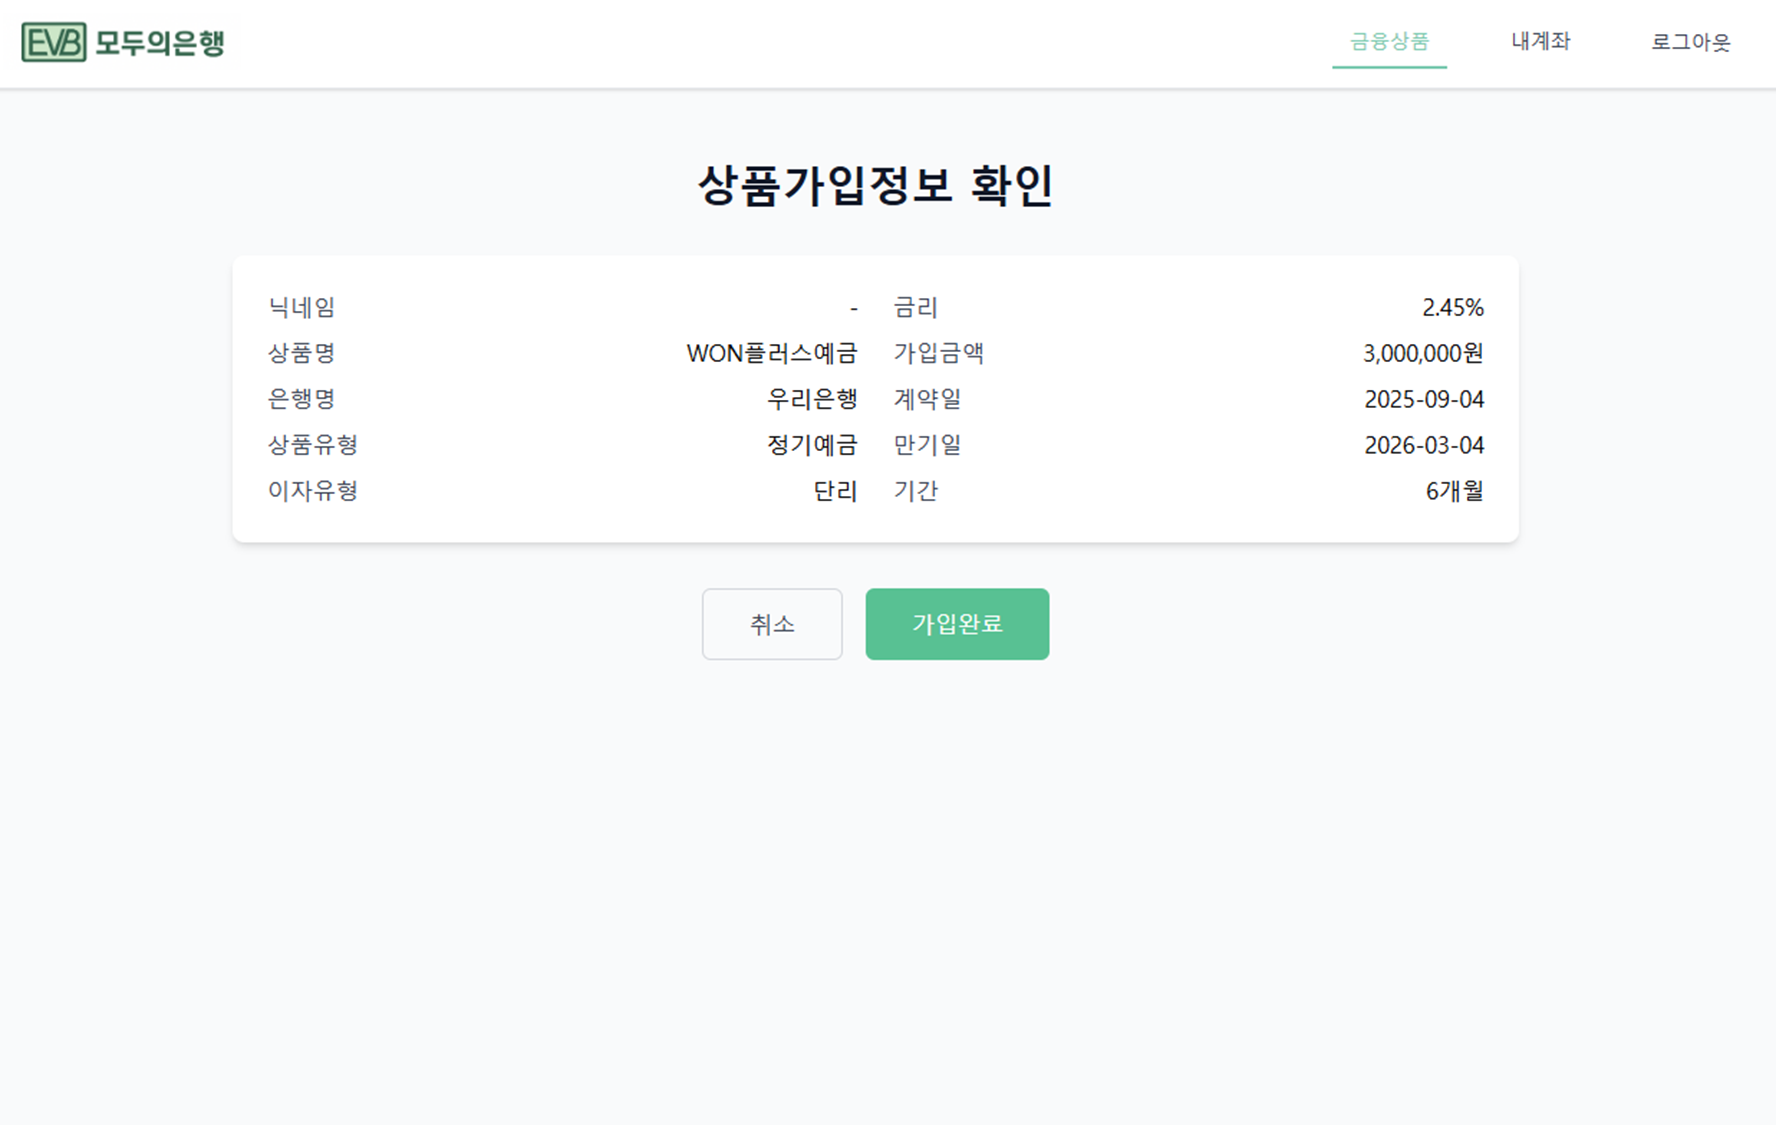 EVB 모두의은행
금융상품 내계좌 로그아웃
상품가입정보 확인
닉네임 - 금리 2.45%
상품명 WON플러스예금 가입금액 3,000,000원
은행명 우리은행 계약일 2025-09-04
상품유형 정기예금 만기일 2026-03-04
이자유형 단리 기간 6개월
취소 가입완료